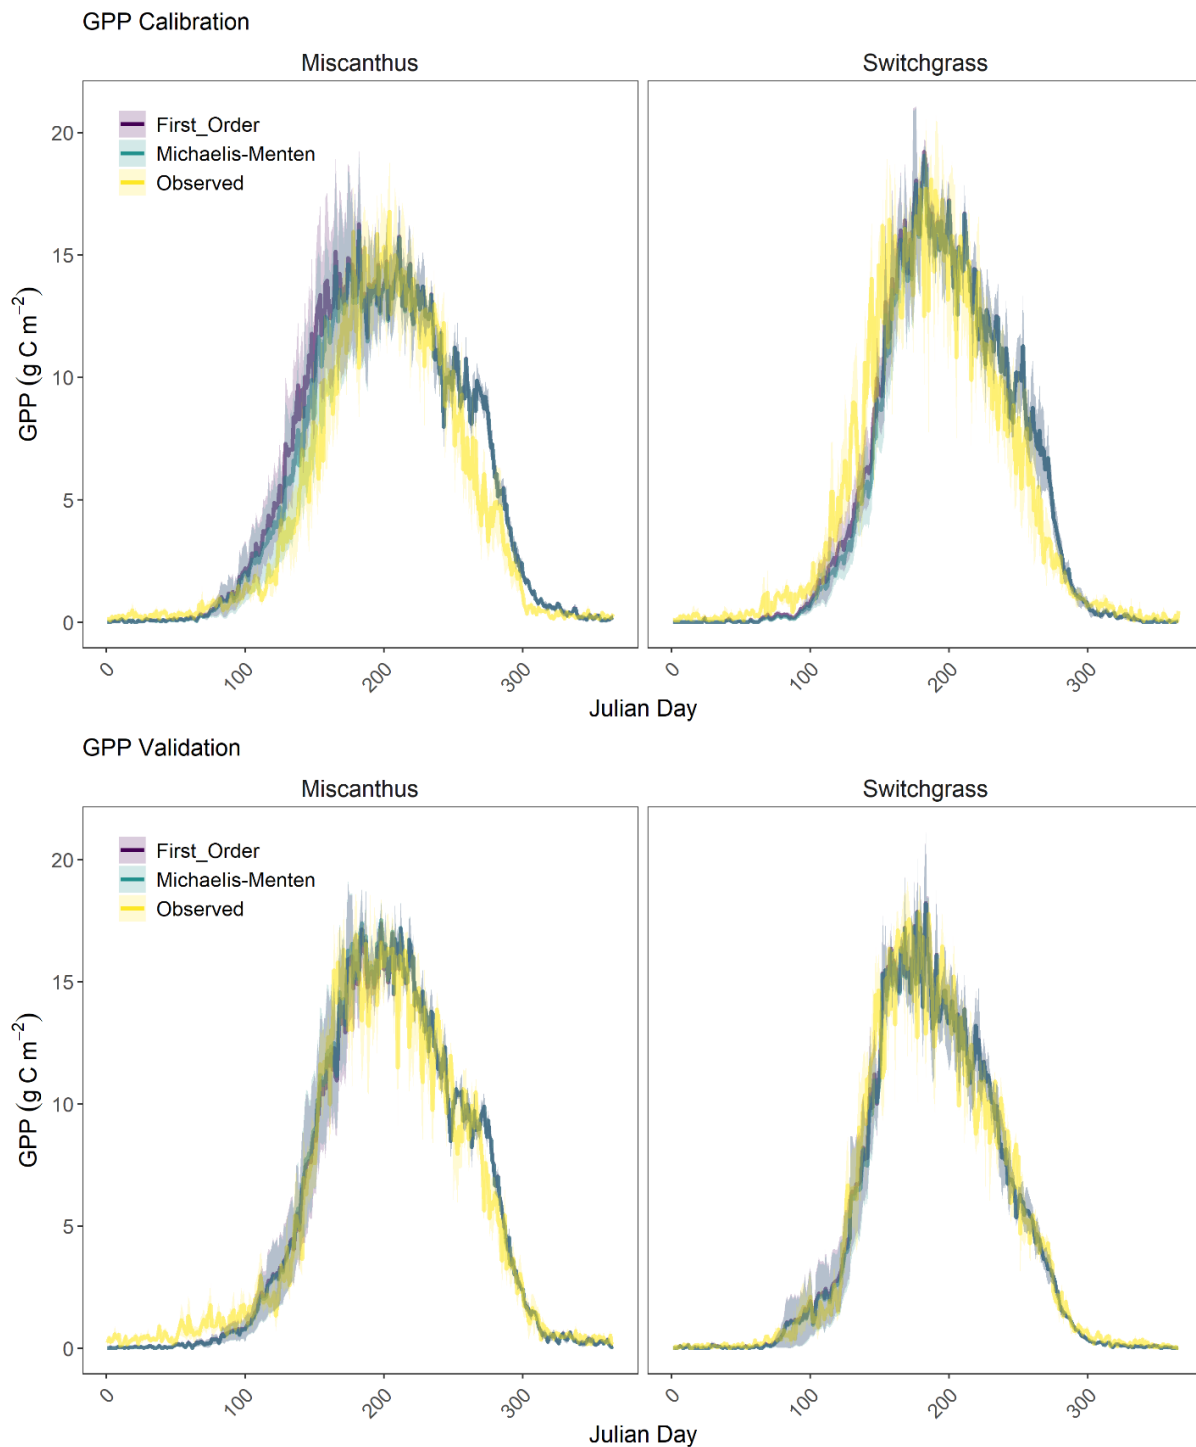 GPP Calibration
Miscanthus
Switchgrass
First_Order
Michaelis-Menten
Observed
20
15
10
5
0
GPP (g C m⁻²)
0 100 200 300
0 100 200 300
Julian Day
GPP Validation
Miscanthus
Switchgrass
First_Order
Michaelis-Menten
Observed
20
15
10
5
0
GPP (g C m⁻²)
0 100 200 300
0 100 200 300
Julian Day